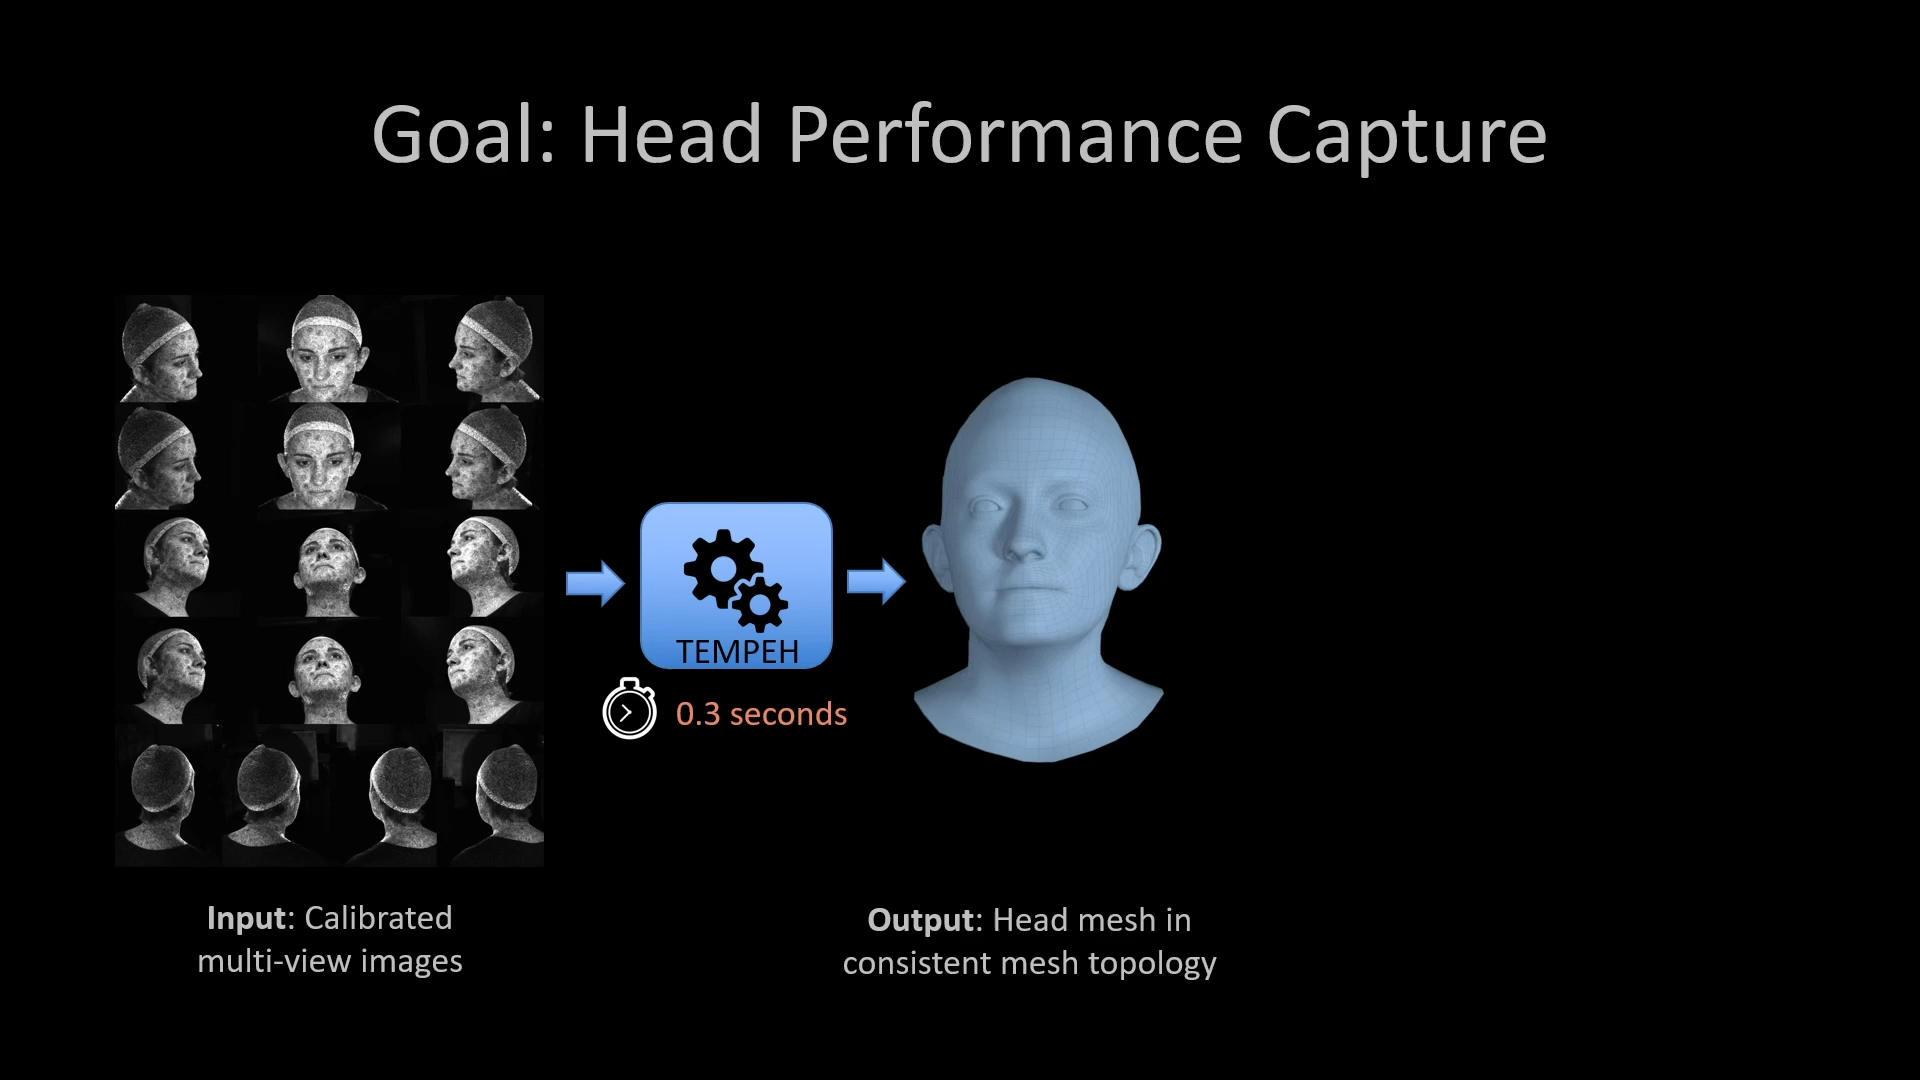 Goal: Head Performance Capture
TEMPEH
0.3 seconds
Input: Calibrated
multi-view images
Output: Head mesh in
consistent mesh topology